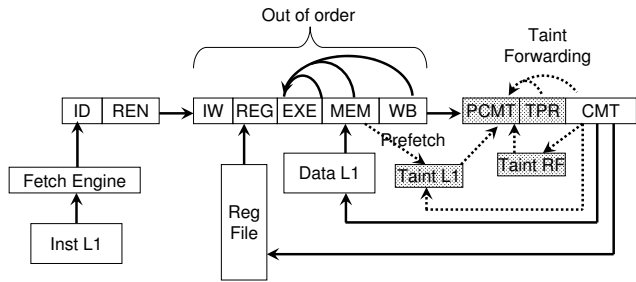 Out of order
Taint
Forwarding
ID REN IW REG EXE MEM WB PCMT TPR CMT
Prefetch
Fetch Engine
Data L1
Taint L1
Taint RF
Reg
File
Inst L1